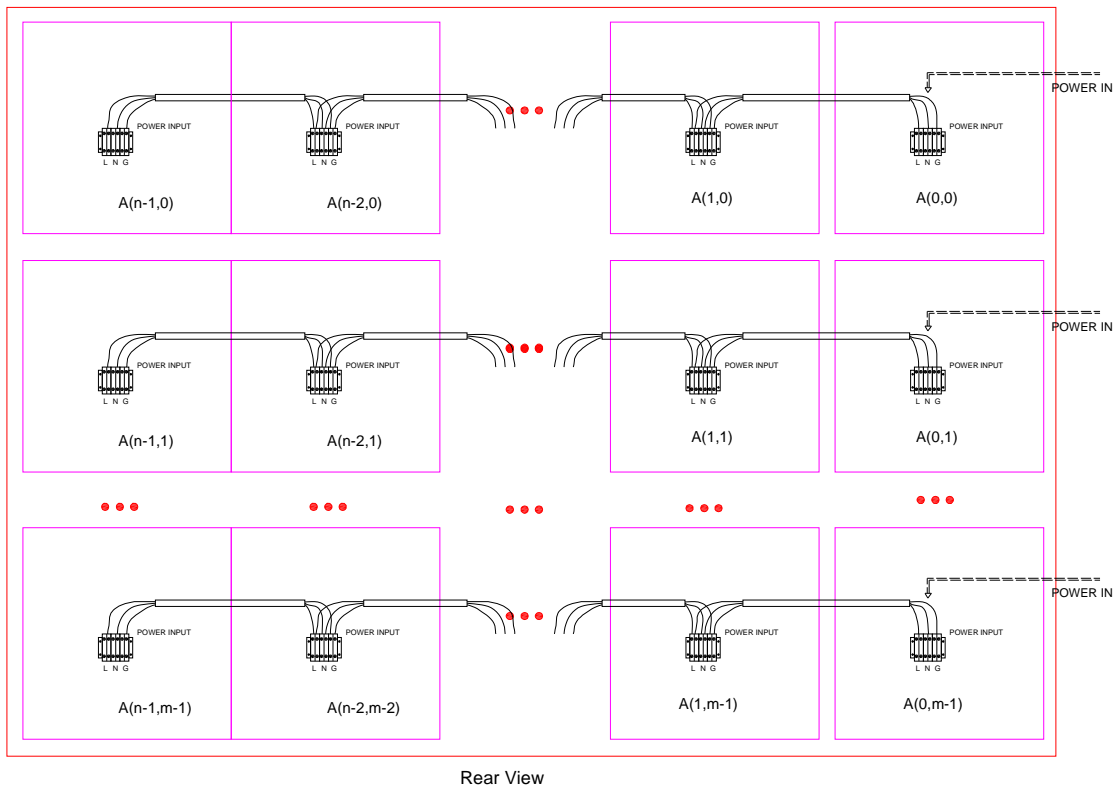 POWER IN
POWER INPUT POWER INPUT POWER INPUT POWER INPUT
L N G L N G L N G L N G
A(n-1,0) A(n-2,0) A(1,0) A(0,0)
POWER IN
POWER INPUT POWER INPUT POWER INPUT POWER INPUT
L N G L N G L N G L N G
A(n-1,1) A(n-2,1) A(1,1) A(0,1)
POWER IN
POWER INPUT POWER INPUT POWER INPUT POWER INPUT
L N G L N G L N G L N G
A(n-1,m-1) A(n-2,m-2) A(1,m-1) A(0,m-1)
Rear View